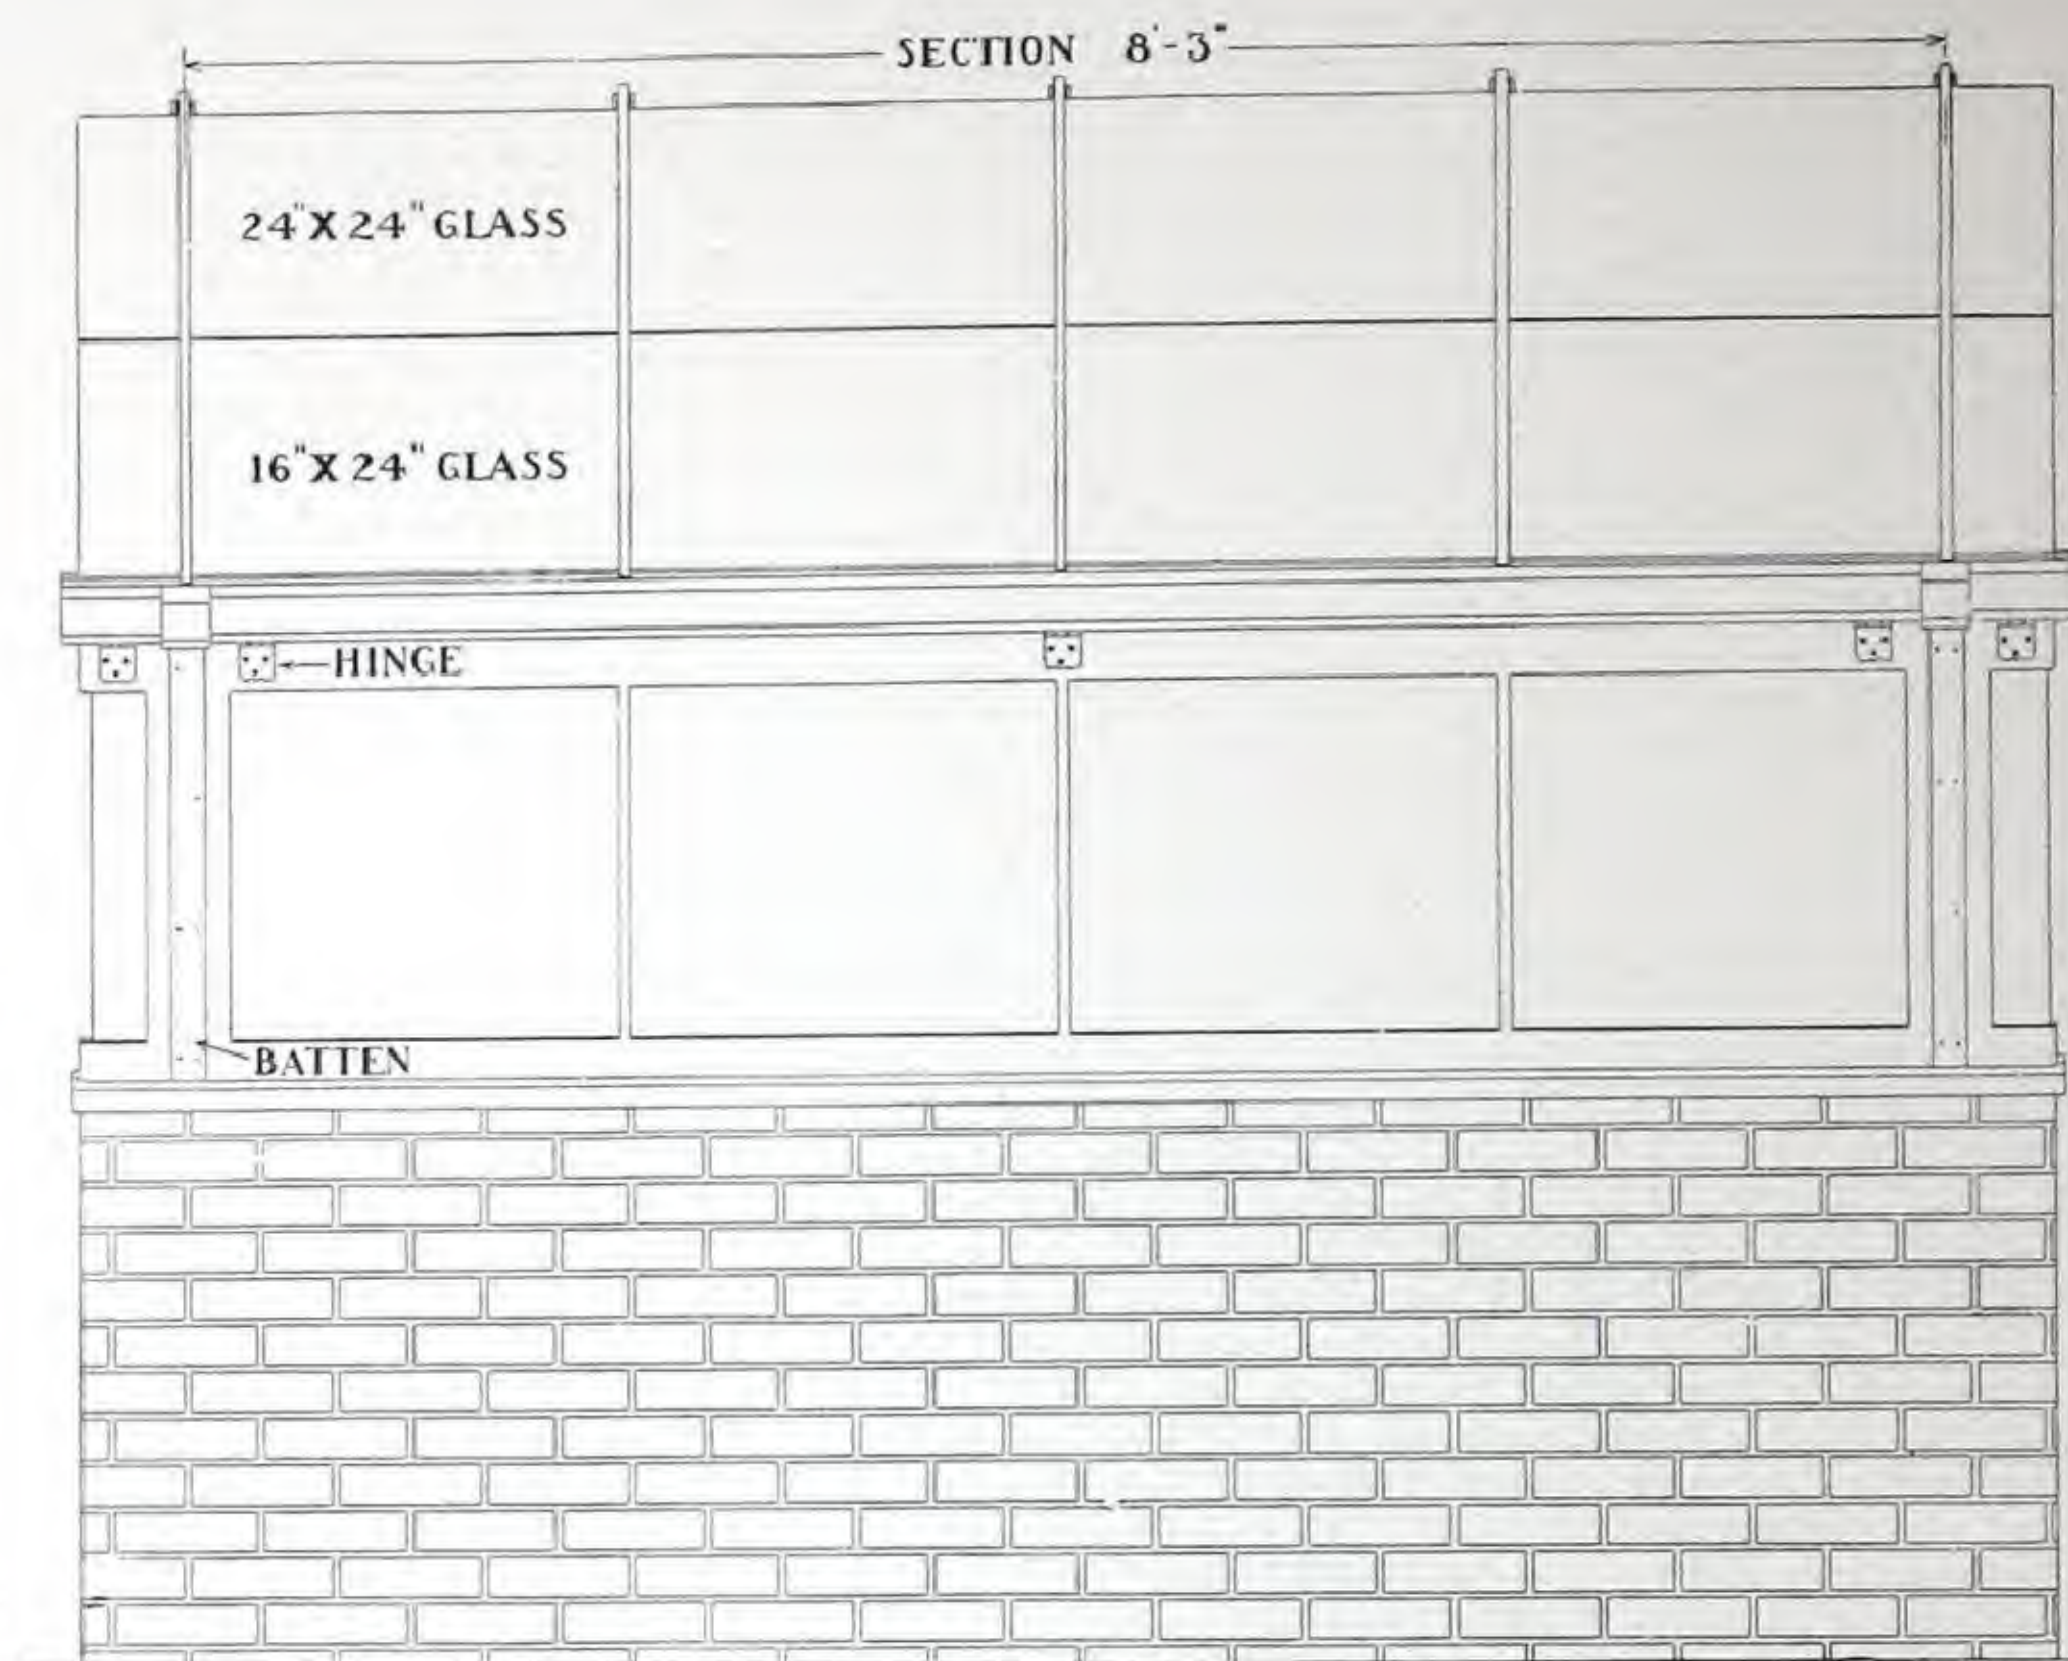 SECTION 8'-3"
24"X24" GLASS
16"X24" GLASS
HINGE
BATTEN